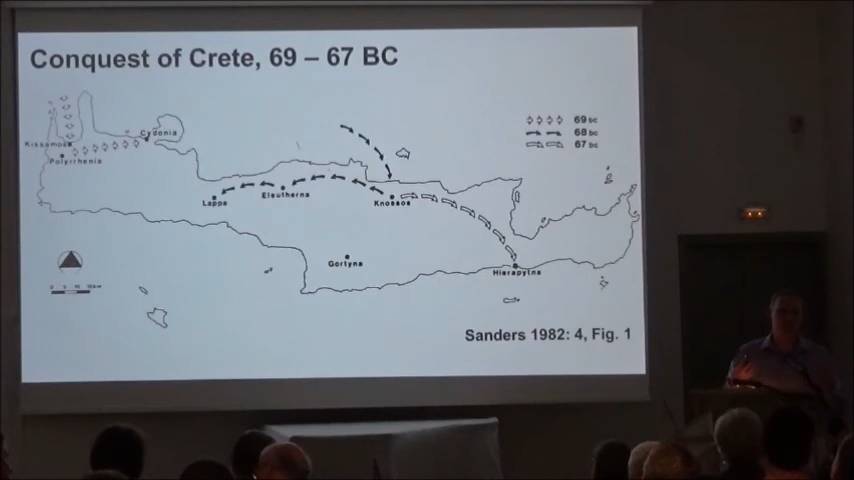 Conquest of Crete, 69 – 67 BC
69 BC
68 BC
67 BC
Cydonia
Kissamos
Polyrrhenia
Lappa
Eleutherna
Knossos
Gortyna
Hierapytna
Sanders 1982: 4, Fig. 1